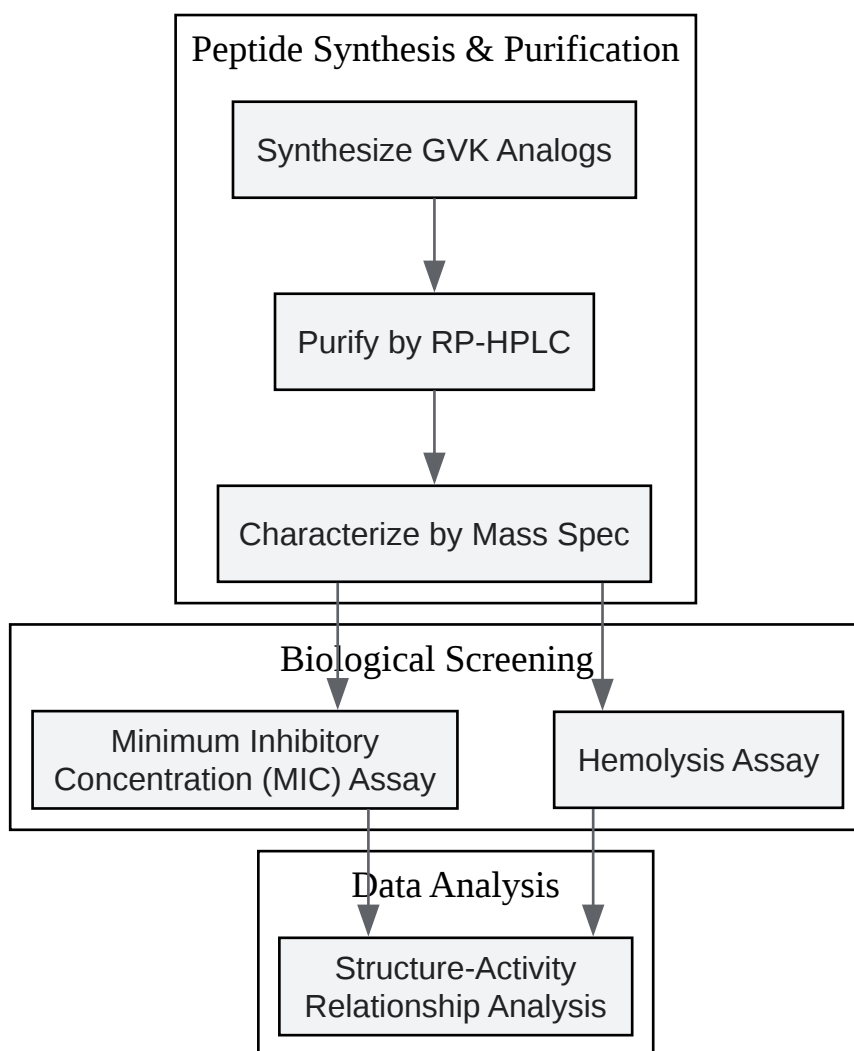 Peptide Synthesis & Purification
Synthesize GVK Analogs
Purify by RP-HPLC
Characterize by Mass Spec
Biological Screening
Minimum Inhibitory
Concentration (MIC) Assay
Hemolysis Assay
Data Analysis
Structure-Activity
Relationship Analysis